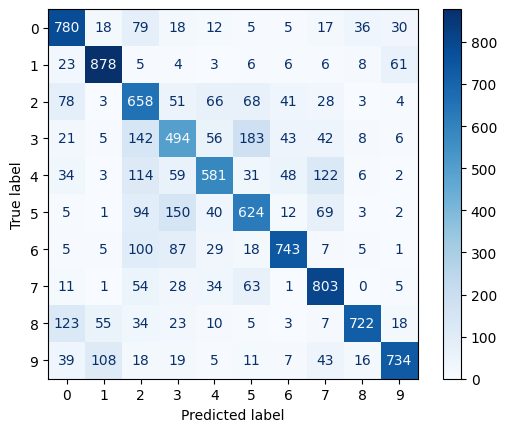 0 780 18 79 18 12 5 5 17 36 30
1 23 878 5 4 3 6 6 6 8 61
2 78 3 658 51 66 68 41 28 3 4
3 21 5 142 494 56 183 43 42 8 6
4 34 3 114 59 581 31 48 122 6 2
5 5 1 94 150 40 624 12 69 3 2
6 5 5 100 87 29 18 743 7 5 1
7 11 1 54 28 34 63 1 803 0 5
8 123 55 34 23 10 5 3 7 722 18
9 39 108 18 19 5 11 7 43 16 734
0 1 2 3 4 5 6 7 8 9
Predicted label
True label
800
700
600
500
400
300
200
100
0